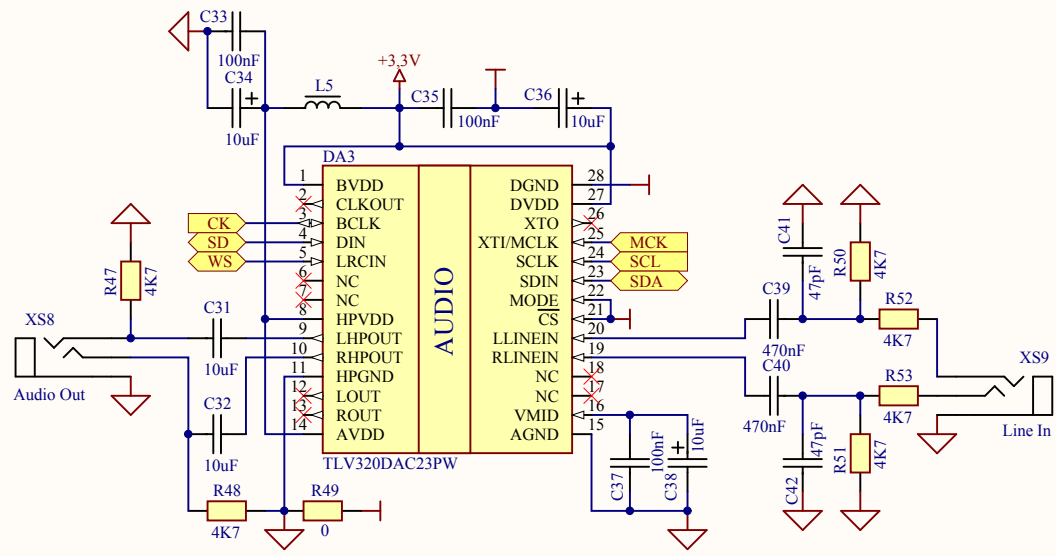 C33
100nF
C34
10uF
L5
+3,3V
C35
100nF
C36
10uF
DA3
1 BVDD
2 CLKOUT
3 BCLK
4 DIN
5 LRCIN
6 NC
7 NC
8 HPVDD
9 LHPOUT
10 RHPOUT
11 HPGND
12 LOUT
13 ROUT
14 AVDD
AUDIO
DGND 28
DVDD 27
XTO 26
XTI/MCLK 25
SCLK 24
SDIN 23
MODE 22
CS 21
LLINEIN 20
RLINEIN 19
NC 18
NC 17
VMID 16
AGND 15
TLV320DAC23PW
CK
SD
WS
MCK
SCL
SDA
R47
4K7
XS8
Audio Out
C31
10uF
C32
10uF
R48
4K7
R49
0
C37
100nF
C38
10uF
C39
470nF
C40
470nF
C41
47pF
R50
4K7
R52
4K7
R53
4K7
C42
47pF
R51
4K7
XS9
Line In